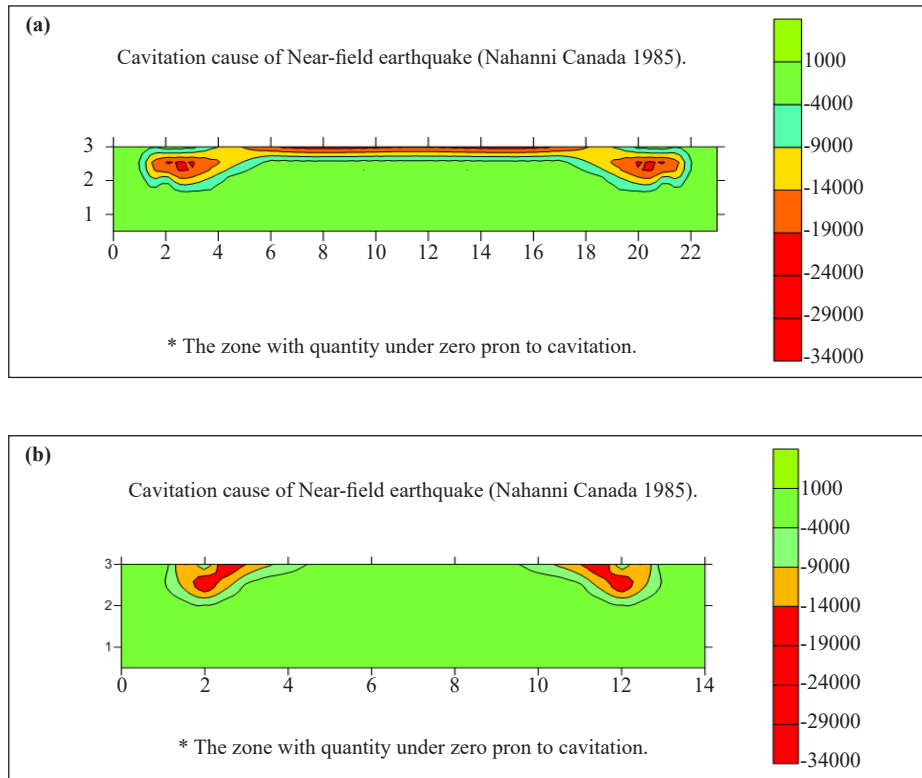 (a)
Cavitation cause of Near-field earthquake (Nahanni Canada 1985).
3
2
1
0 2 4 6 8 10 12 14 16 18 20 22
* The zone with quantity under zero pron to cavitation.
1000
-4000
-9000
-14000
-19000
-24000
-29000
-34000
(b)
Cavitation cause of Near-field earthquake (Nahanni Canada 1985).
3
2
1
0 2 4 6 8 10 12 14
* The zone with quantity under zero pron to cavitation.
1000
-4000
-9000
-14000
-19000
-24000
-29000
-34000